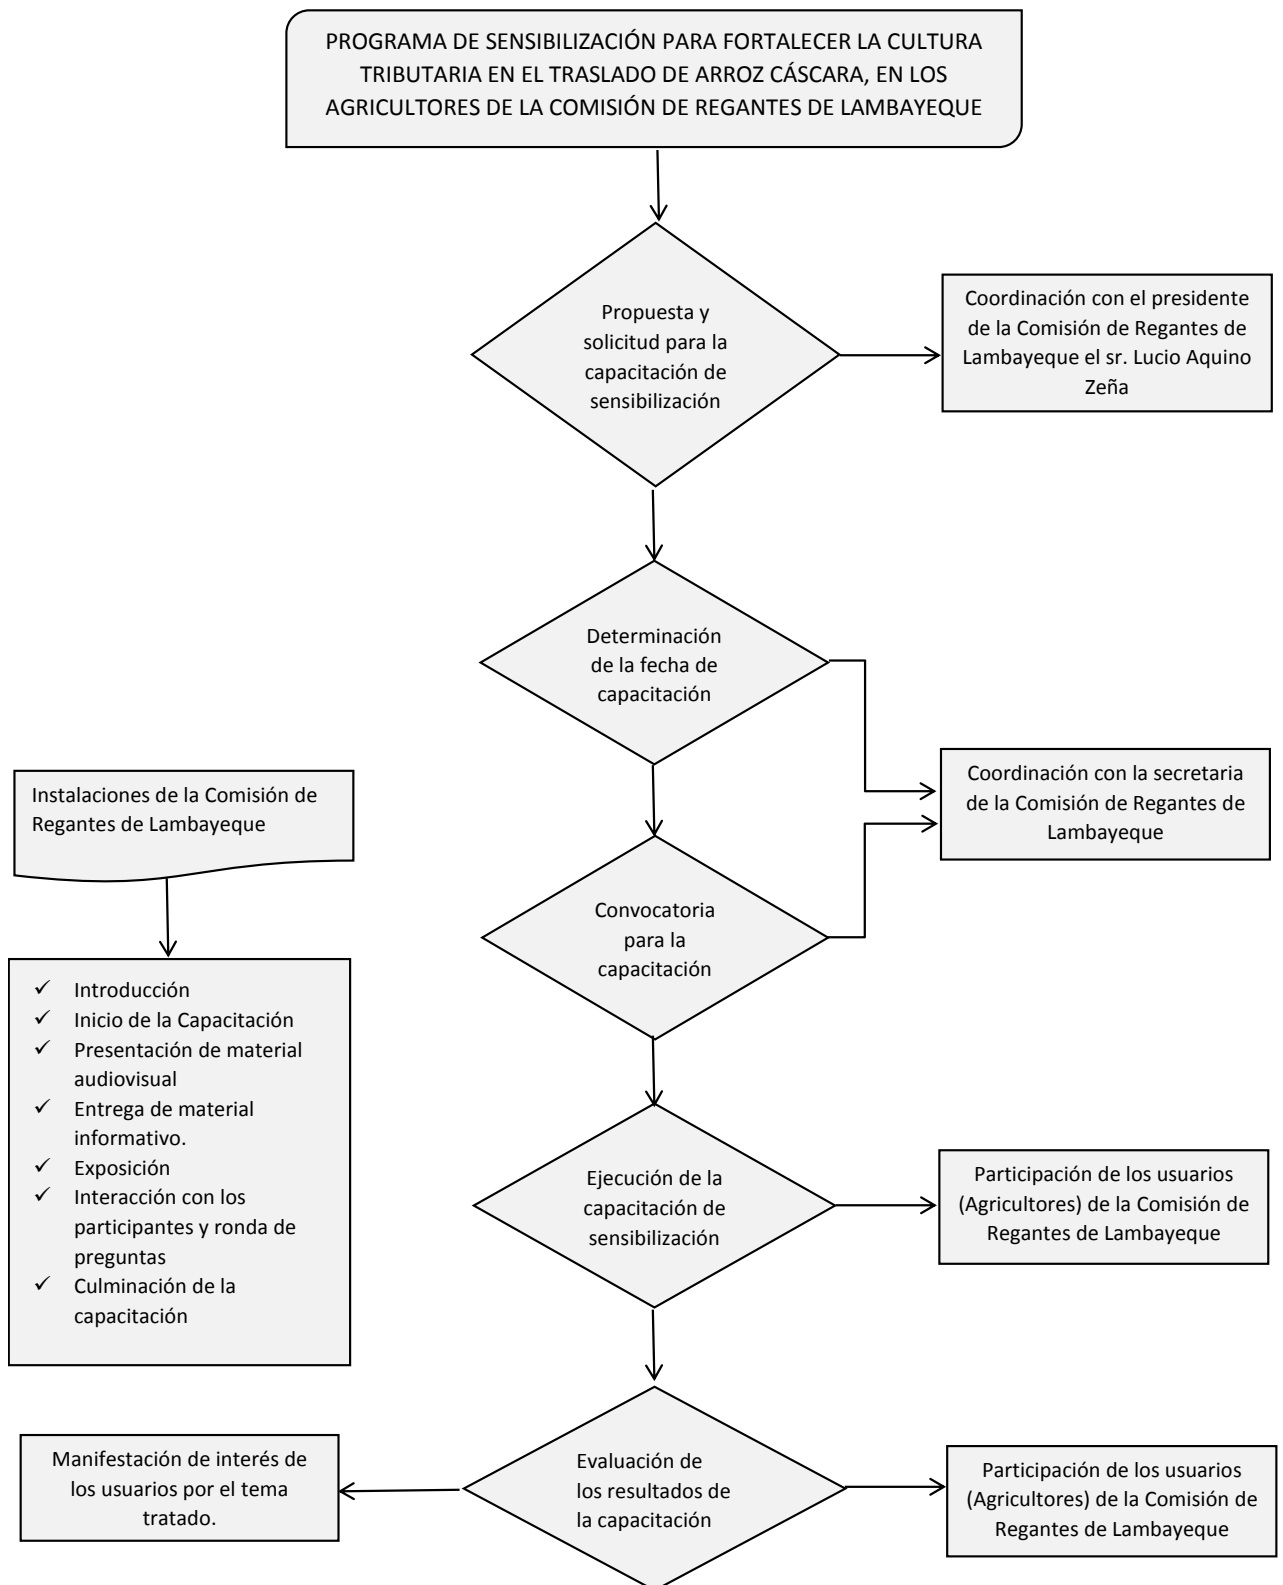 PROGRAMA DE SENSIBILIZACIÓN PARA FORTALECER LA CULTURA
TRIBUTARIA EN EL TRASLADO DE ARROZ CÁSCARA, EN LOS
AGRICULTORES DE LA COMISIÓN DE REGANTES DE LAMBAYEQUE
Propuesta y
solicitud para la
capacitación de
sensibilización
Coordinación con el presidente
de la Comisión de Regantes de
Lambayeque el sr. Lucio Aquino
Zeña
Determinación
de la fecha de
capacitación
Coordinación con la secretaria
de la Comisión de Regantes de
Lambayeque
Instalaciones de la Comisión de
Regantes de Lambayeque
Convocatoria
para la
capacitación
✓ Introducción
✓ Inicio de la Capacitación
✓ Presentación de material
audiovisual
✓ Entrega de material
informativo.
✓ Exposición
✓ Interacción con los
participantes y ronda de
preguntas
✓ Culminación de la
capacitación
Ejecución de la
capacitación de
sensibilización
Participación de los usuarios
(Agricultores) de la Comisión de
Regantes de Lambayeque
Manifestación de interés de
los usuarios por el tema
tratado.
Evaluación de
los resultados de
la capacitación
Participación de los usuarios
(Agricultores) de la Comisión de
Regantes de Lambayeque